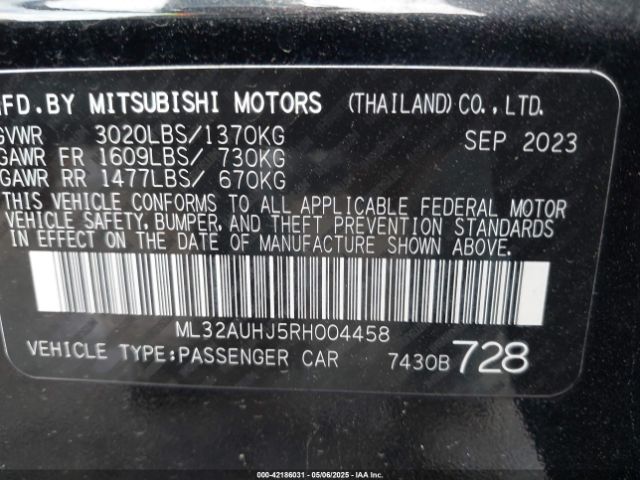 MFD.BY MITSUBISHI MOTORS (THAILAND)CO.,LTD.
GVWR 3020LBS/1370KG SEP 2023
GAWR FR 1609LBS/ 730KG
GAWR RR 1477LBS/ 670KG
THIS VEHICLE CONFORMS TO ALL APPLICABLE FEDERAL MOTOR
VEHICLE SAFETY, BUMPER, AND THEFT PREVENTION STANDARDS
IN EFFECT ON THE DATE OF MANUFACTURE SHOWN ABOVE.
ML32AUHJ5RH004458
VEHICLE TYPE:PASSENGER CAR 7430B 728
000-42186031 - 05/06/2025 - IAA Inc.